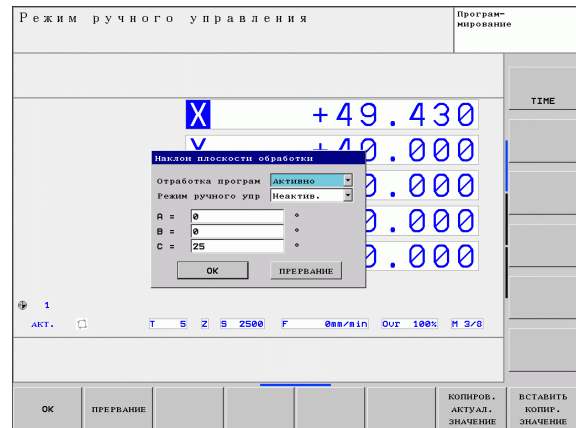 Режим ручного управления
Програм-
мирование
TIME
X +49.430
Y +40.000
0.000
0.000
0.000
Наклон плоскости обработки
Отработка програм Активно
Режим ручного упр Неактив.
A = 0 °
B = 0 °
C = 25 °
OK ПРЕРВАНИЕ
1
АКТ. T 5 Z S 2500 F 0mm/min Ovr 100% M 3/8
OK
ПРЕРВАНИЕ
КОПИРОВ.
АКТУАЛ.
ЗНАЧЕНИЕ
ВСТАВИТЬ
КОПИР.
ЗНАЧЕНИЕ